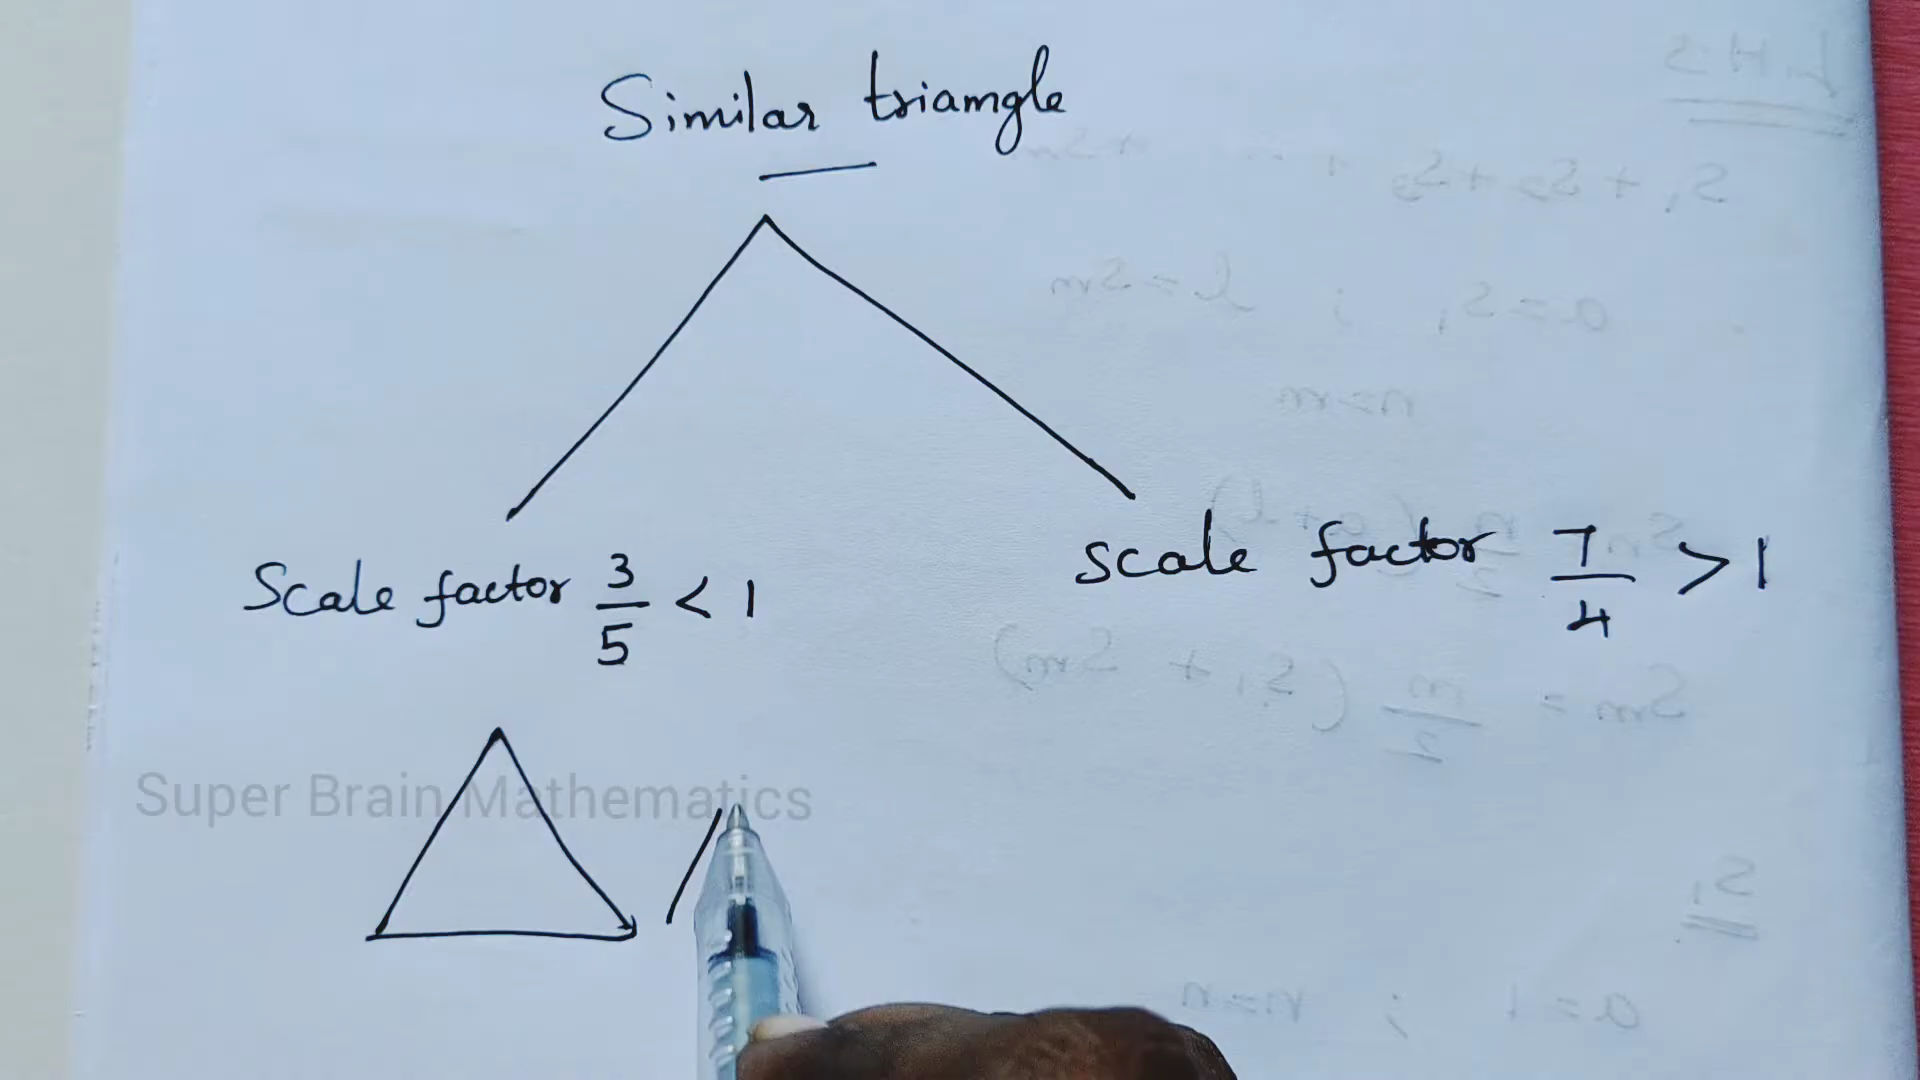 Similar triamgle
Scale factor 3/5 < 1
Scale factor 7/4 > 1
Super Brain Mathematics